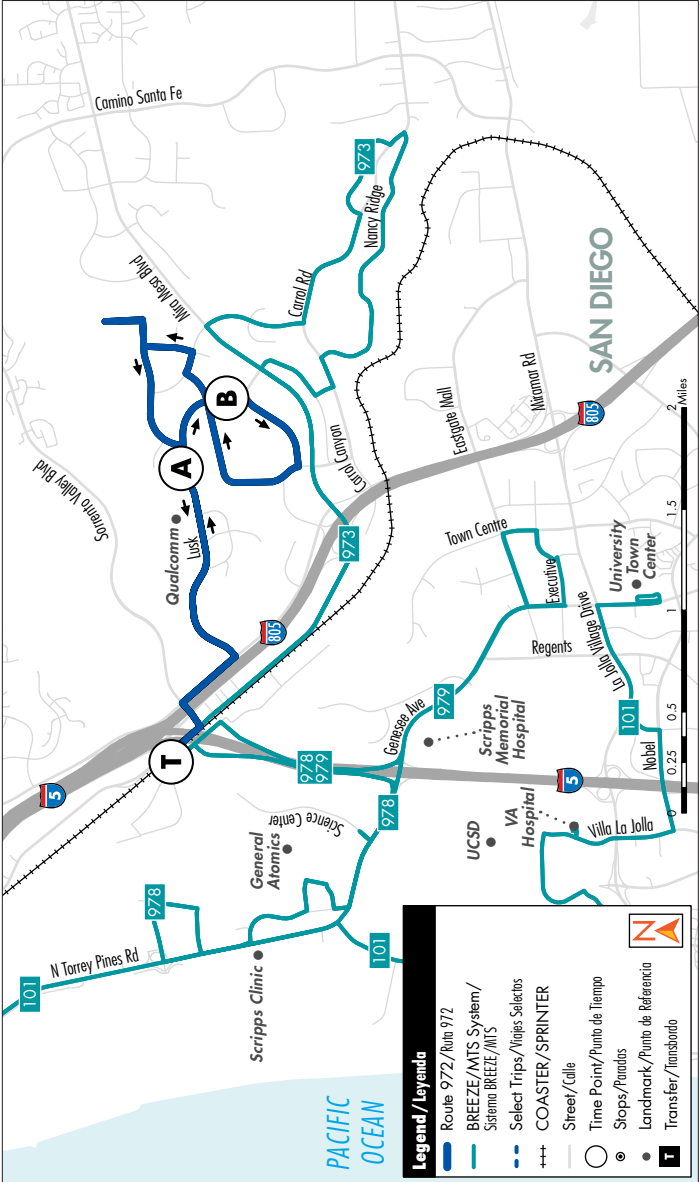 Camino Santa Fe
973
Nancy Ridge
Carrol Rd
Mira Mesa Blvd
SAN DIEGO
B
A
Miramar Rd
Eastgate Mall
805
2
Miles
Carrol Canyon
Sorrento Valley Blvd
Qualcomm
Lusk
973
Town Centre
1.5
Executive
University
Town
Center
805
Regents
La Jolla Village Drive
1
T
979
Genesee Ave
101
0.5
Scripps
Memorial
Hospital
Nobel
5
978
979
0.25
5
978
VA
Hospital
0
Villa La Jolla
UCSD
Science Center
General
Atomics
978
N Torrey Pines Rd
101
101
Scripps Clinic
PACIFIC
OCEAN
Legend/Leyenda
Route 972/Ruta 972
BREEZE/MTS System/
Sistema BREEZE/MTS
Select Trips/Viajes Selectos
COASTER/SPRINTER
Street/Calle
Time Point/Punto de Tiempo
Stops/Paradas
Landmark/Punto de Referencia
T
Transfer/Transbordo
N